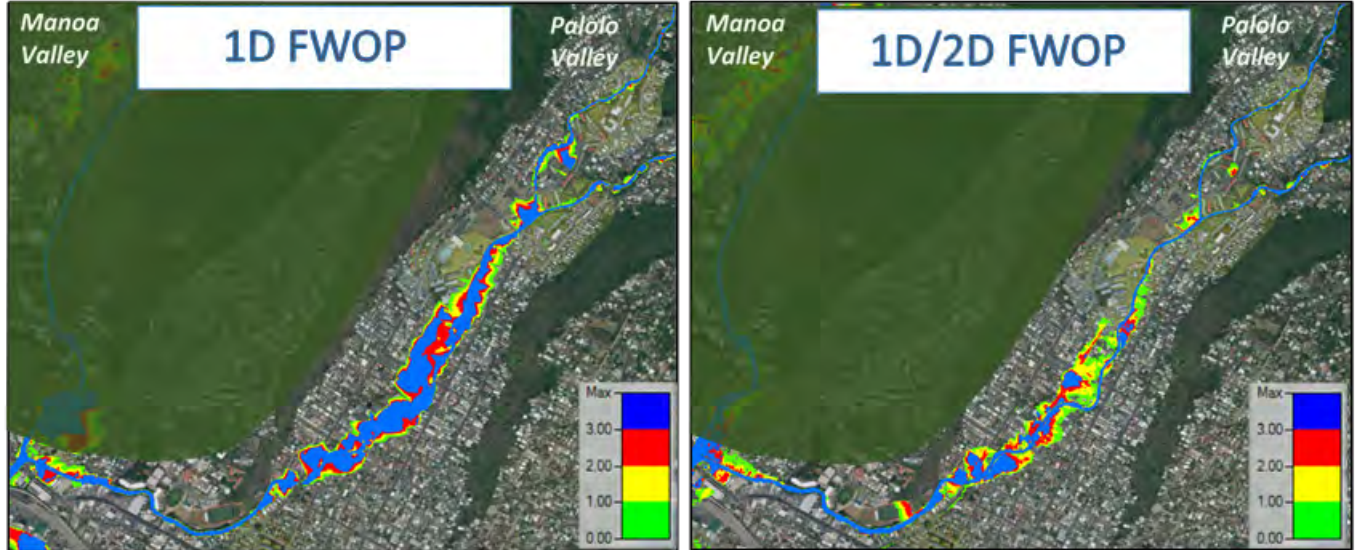 Manoa
Valley
1D FWOP
Palolo
Valley
Max
3.00
2.00
1.00
0.00
Manoa
Valley
1D/2D FWOP
Palolo
Valley
Max
3.00
2.00
1.00
0.00